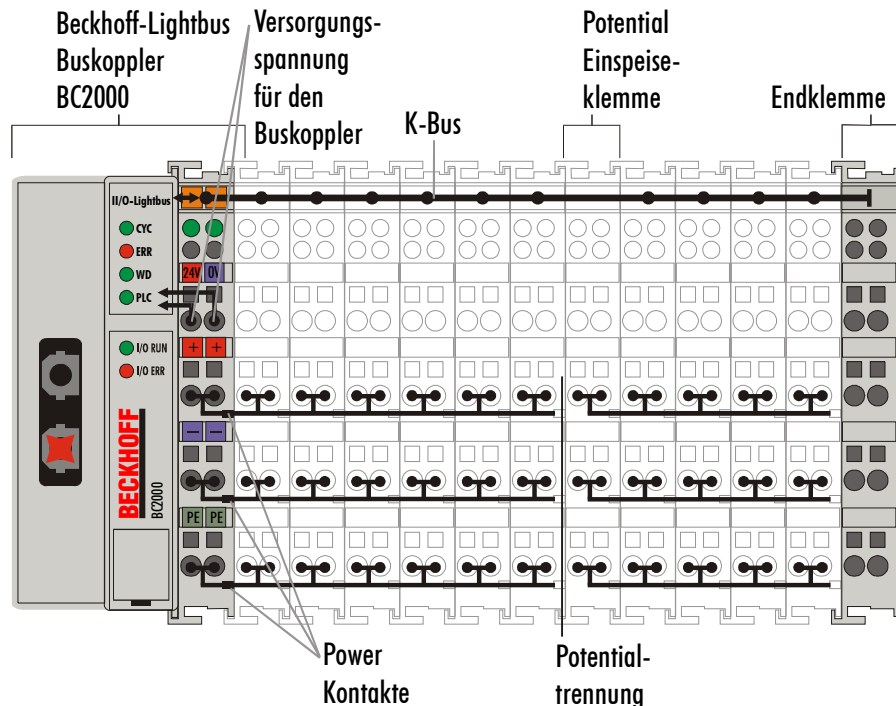 Beckhoff-Lightbus
Buskoppler
BC2000
Versorgungs-
spannung
für den
Buskoppler
K-Bus
Potential
Einspeise-
klemme
Endklemme
II/O-Lightbus
CYC
ERR
WD
PLC
I/O RUN
I/O ERR
BECKHOFF
BC2000
24V 0V
+ +
— —
PE PE
Power
Kontakte
Potential-
trennung